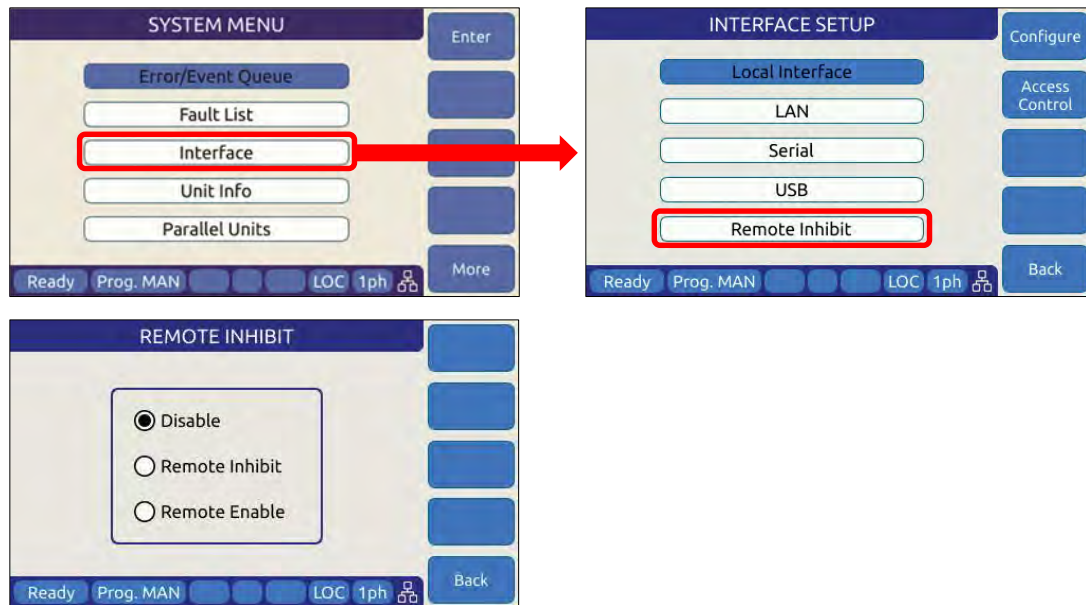 SYSTEM MENU
Enter
Error/Event Queue
Fault List
Interface
Unit Info
Parallel Units
More
Ready Prog. MAN LOC 1ph
INTERFACE SETUP
Configure
Local Interface
Access
Control
LAN
Serial
USB
Remote Inhibit
Back
Ready Prog. MAN LOC 1ph
REMOTE INHIBIT
Disable
Remote Inhibit
Remote Enable
Back
Ready Prog. MAN LOC 1ph